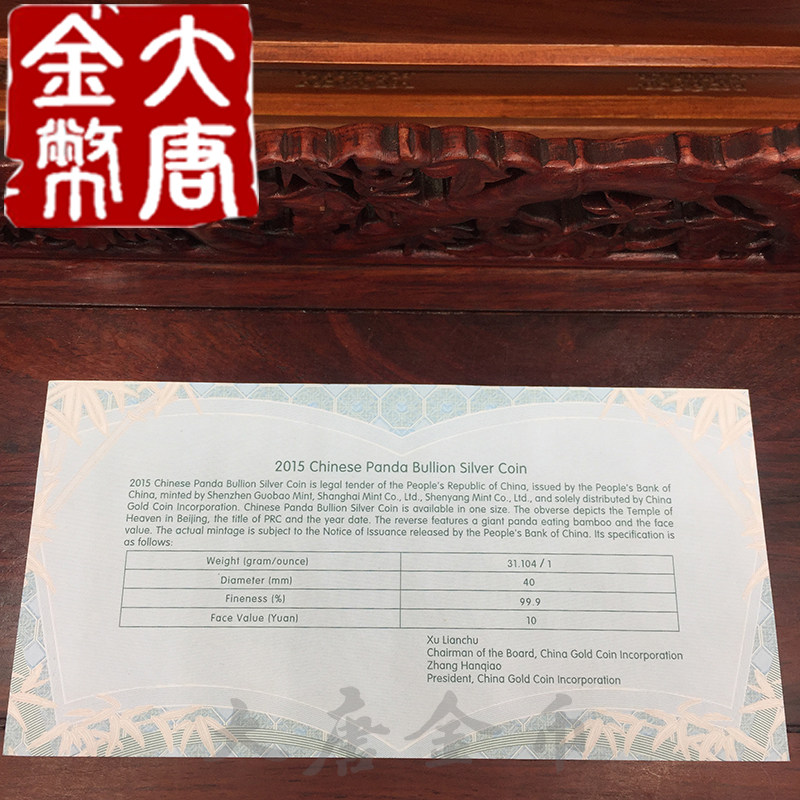 大唐
金幣
2015 Chinese Panda Bullion Silver Coin
2015 Chinese Panda Bullion Silver Coin is legal tender of the People's Republic of China, issued by the People's Bank of
China, minted by Shenzhen Guobao Mint, Shanghai Mint Co., Ltd., Shenyang Mint Co., Ltd., and solely distributed by China
Gold Coin Incorporation. Chinese Panda Bullion Silver Coin is available in one size. The obverse depicts the Temple of
Heaven in Beijing, the title of PRC and the year date. The reverse features a giant panda eating bamboo and the face
value. The actual mintage is subject to the Notice of Issuance released by the People's Bank of China. Its specification is
as follows:
Weight (gram/ounce) 31.104 / 1
Diameter (mm) 40
Fineness (%) 99.9
Face Value (Yuan) 10
Xu Lianchu
Chairman of the Board, China Gold Coin Incorporation
Zhang Hanqiao
President, China Gold Coin Incorporation
大唐金币